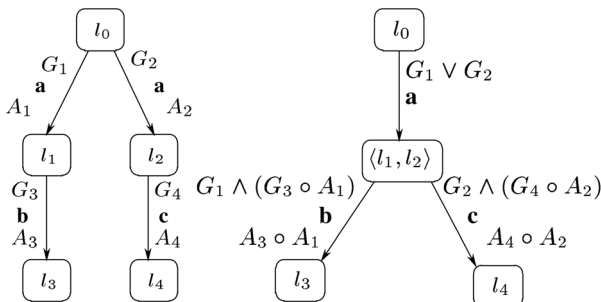 l₀
G₁ G₂
a a
A₁ A₂
l₁ l₂
G₃ G₄
b c
A₃ A₄
l₃ l₄
l₀
G₁ ∨ G₂
a
⟨l₁, l₂⟩
G₁ ∧ (G₃ ∘ A₁) G₂ ∧ (G₄ ∘ A₂)
b c
A₃ ∘ A₁ A₄ ∘ A₂
l₃ l₄